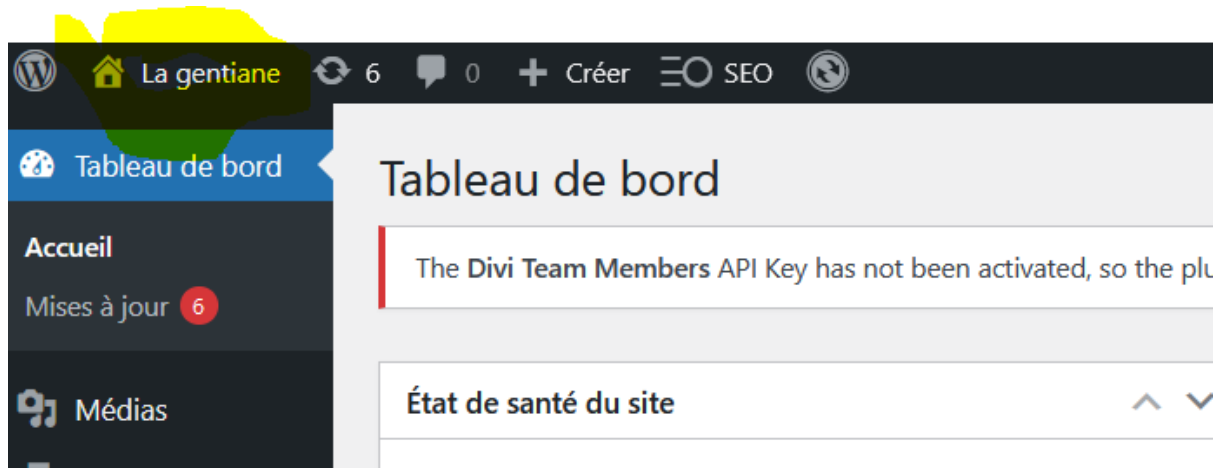 La gentiane 6 0 + Créer SEO
Tableau de bord
Tableau de bord
Accueil
The Divi Team Members API Key has not been activated, so the
Mises à jour 6
État de santé du site
Médias